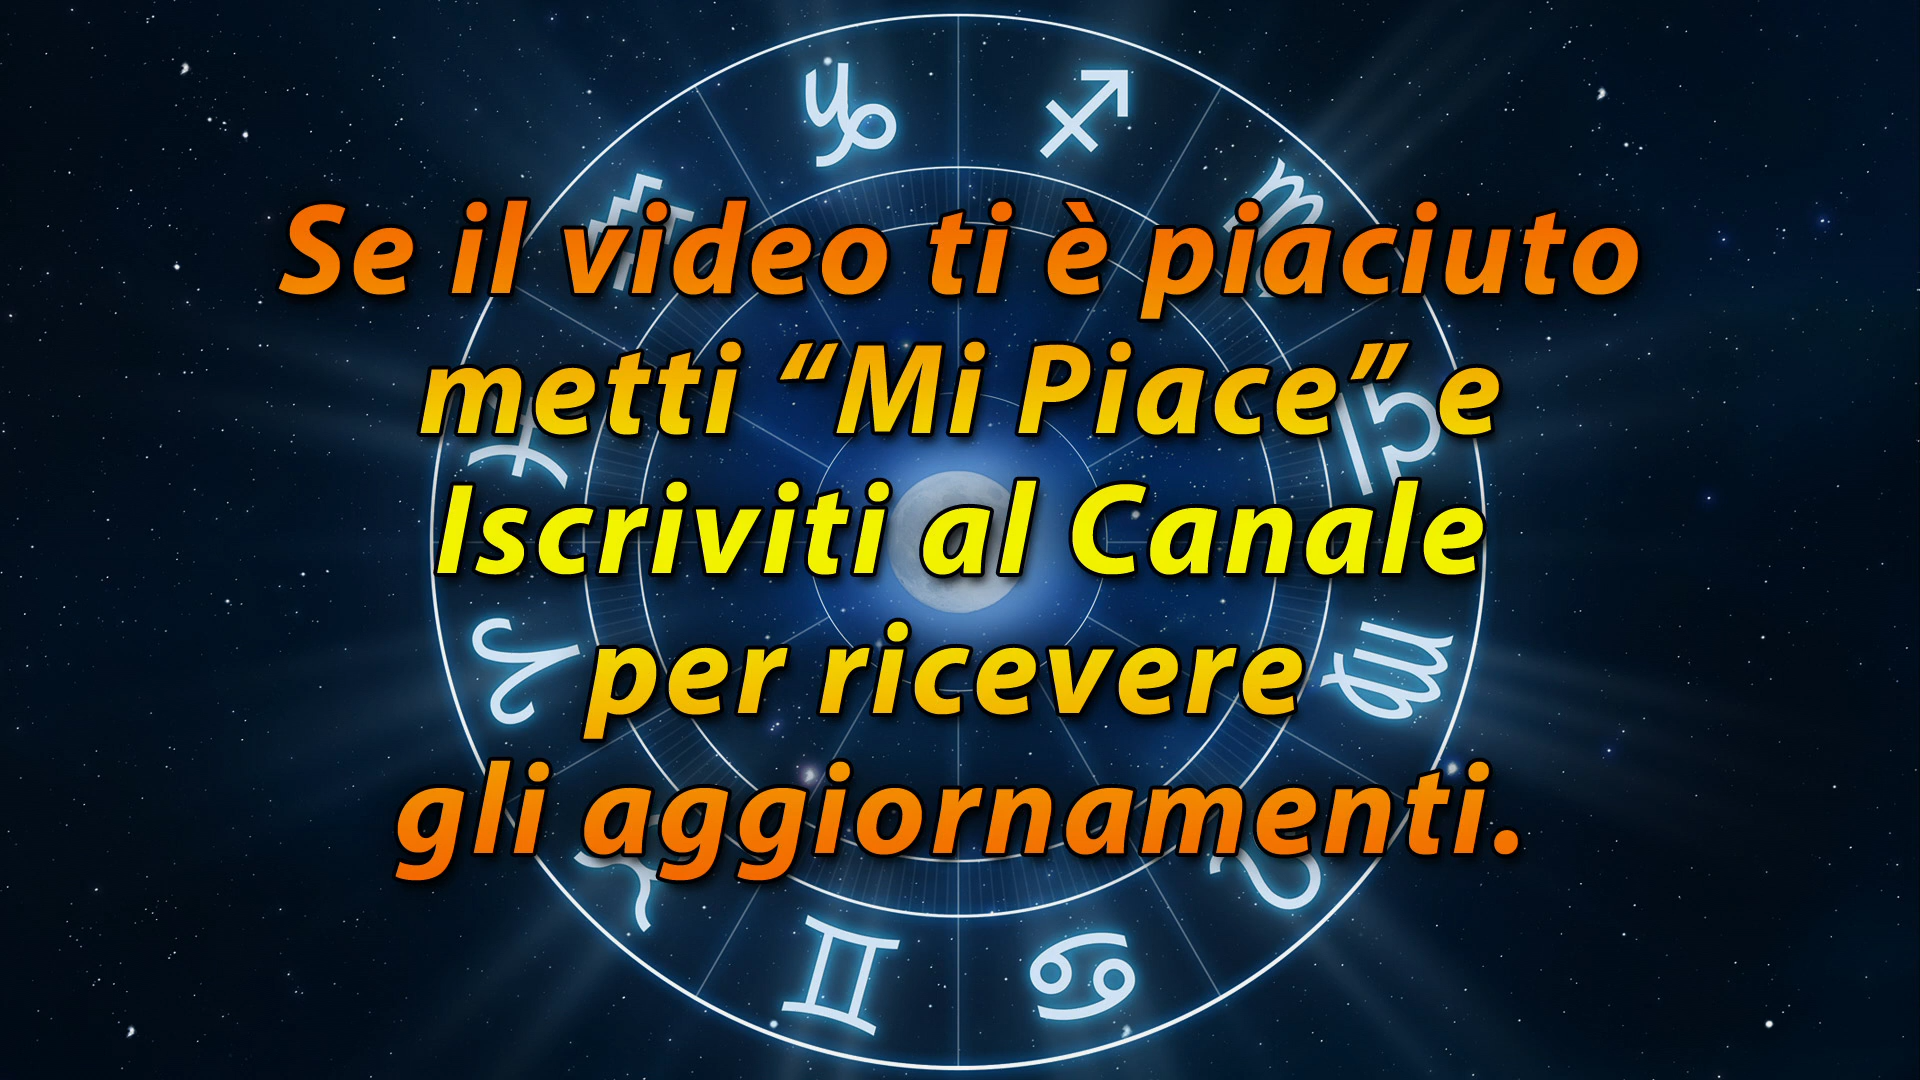 Se il video ti è piaciuto
metti “Mi Piace” e
Iscriviti al Canale
per ricevere
gli aggiornamenti.